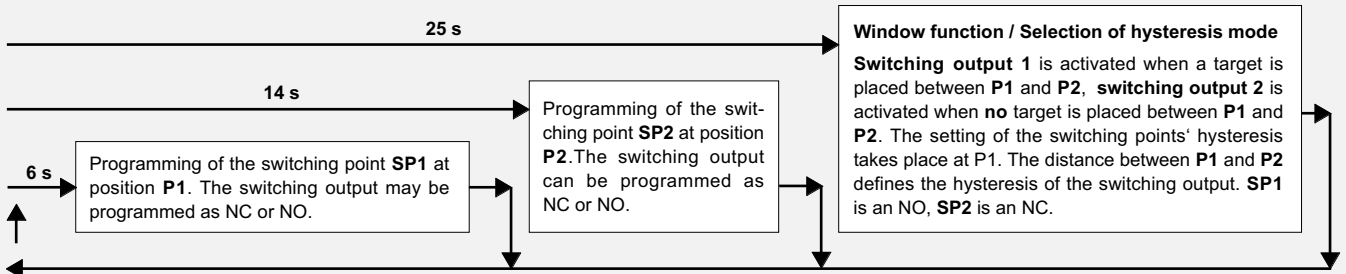 25 s
Window function / Selection of hysteresis mode
Switching output 1 is activated when a target is
placed between P1 and P2, switching output 2 is
activated when no target is placed between P1 and
P2. The setting of the switching points‘ hysteresis
takes place at P1. The distance between P1 and P2
defines the hysteresis of the switching output. SP1
is an NO, SP2 is an NC.
14 s
Programming of the swit-
ching point SP2 at position
P2.The switching output
can be programmed as
NC or NO.
6 s
Programming of the switching point SP1 at
position P1. The switching output may be
programmed as NC or NO.